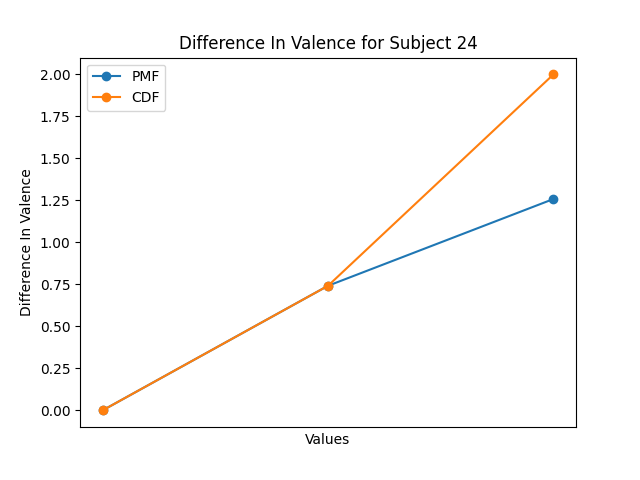 Difference In Valence for Subject 24
PMF
CDF
2.00
1.75
1.50
1.25
1.00
0.75
0.50
0.25
0.00
Difference In Valence
Values